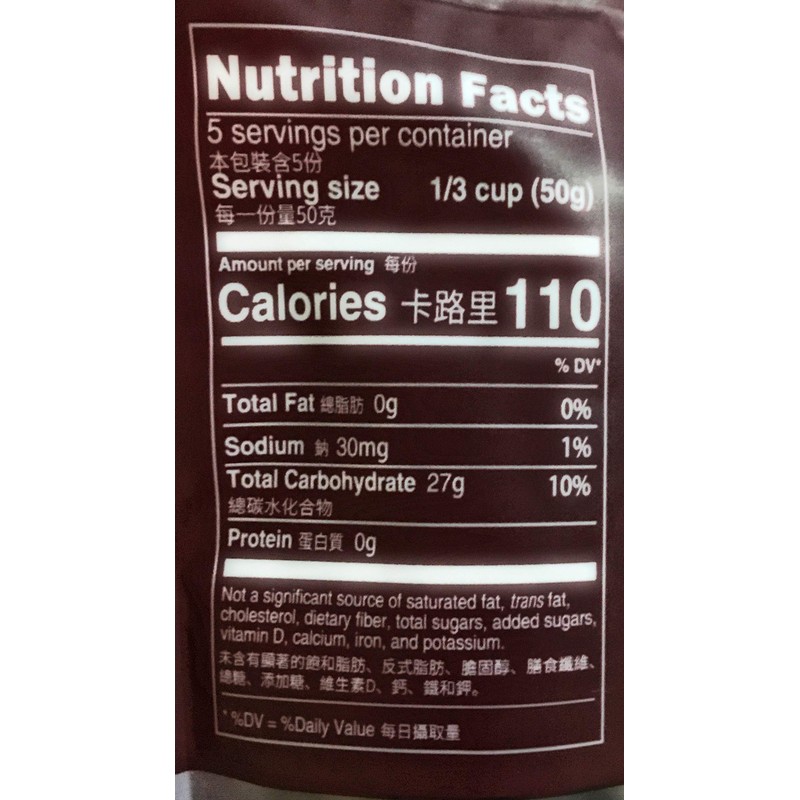 Nutrition Facts
5 servings per container
本包裝含5份
Serving size 1/3 cup (50g)
每一份量50克
Amount per serving 每份
Calories 卡路里 110
% DV*
Total Fat 總脂肪 0g 0%
Sodium 鈉 30mg 1%
Total Carbohydrate 27g 10%
總碳水化合物
Protein 蛋白質 0g
Not a significant source of saturated fat, trans fat,
cholesterol, dietary fiber, total sugars, added sugars,
vitamin D, calcium, iron, and potassium.
未含有顯著的飽和脂肪、反式脂肪、膽固醇、膳食纖維、
總糖、添加糖、維生素D、鈣、鐵和鉀。
* %DV = %Daily Value 每日攝取量